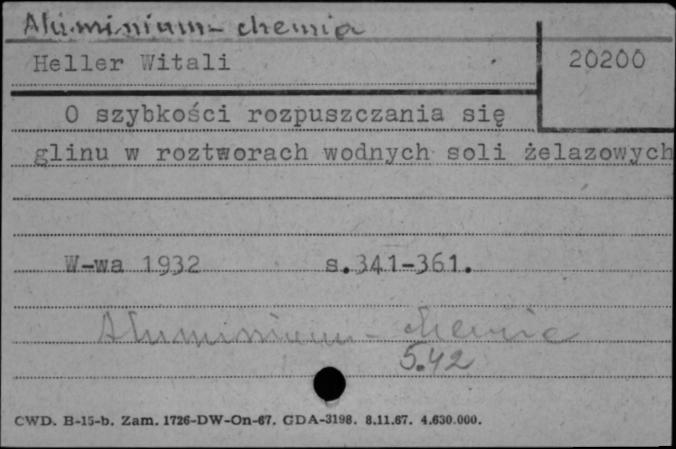 Aluminium - chemia
Heller Witali
20200
O szybkości rozpuszczania się
glinu w roztworach wodnych soli żelazowych
W-wa 1932 s.341-361.
Aluminium - chemia
5.42
CWD. B-15-b. Zam. 1726-DW-On-67. GDA-3198. 8.11.67. 4.630.000.